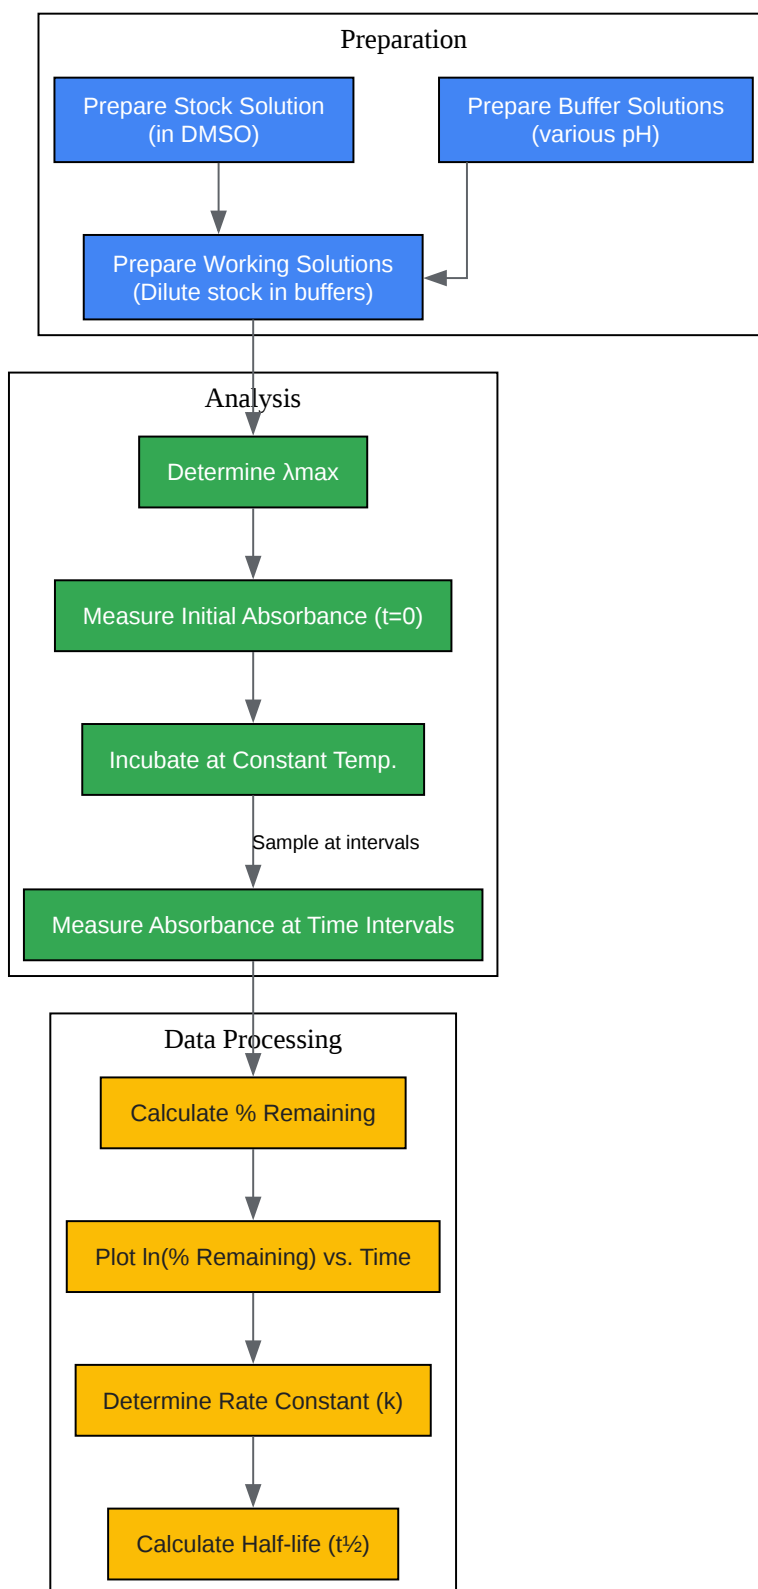 Preparation
Prepare Stock Solution
(in DMSO)
Prepare Buffer Solutions
(various pH)
Prepare Working Solutions
(Dilute stock in buffers)
Analysis
Determine λmax
Measure Initial Absorbance (t=0)
Incubate at Constant Temp.
Sample at intervals
Measure Absorbance at Time Intervals
Data Processing
Calculate % Remaining
Plot ln(% Remaining) vs. Time
Determine Rate Constant (k)
Calculate Half-life (t½)